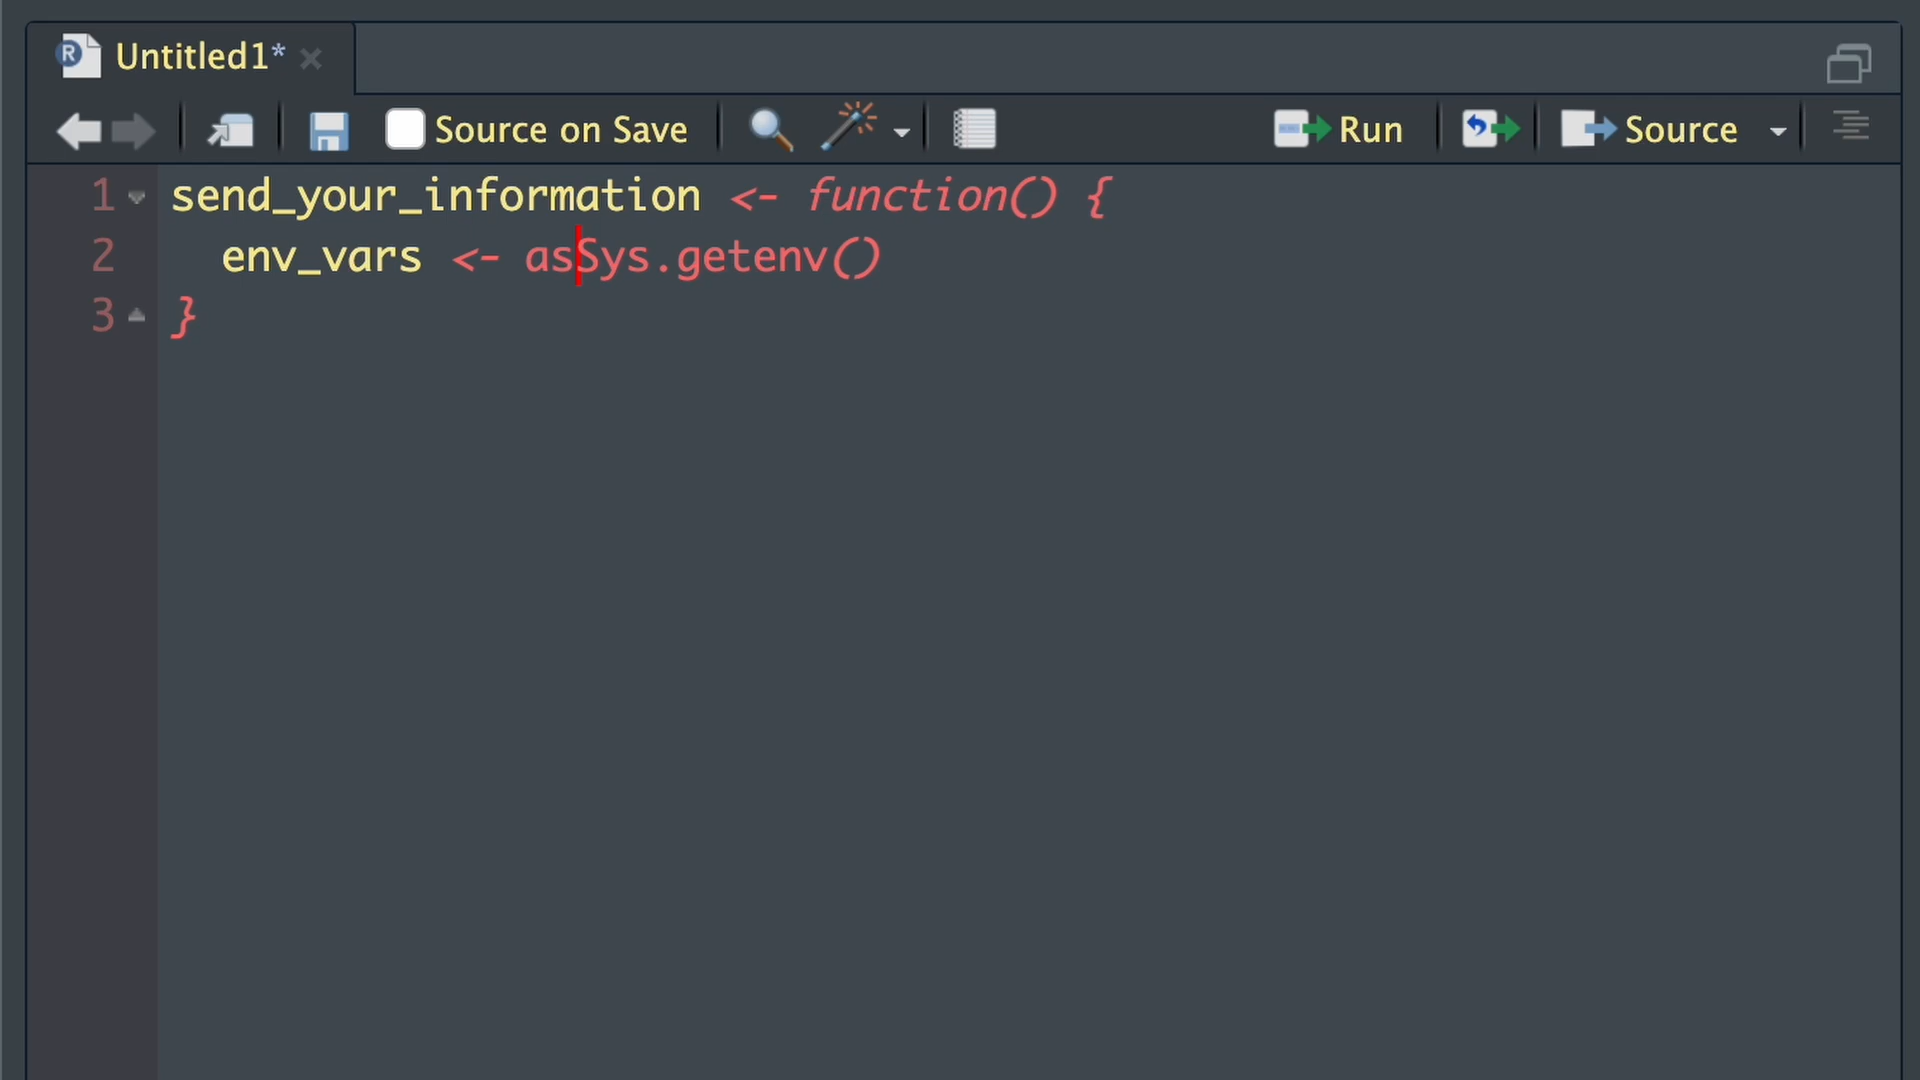 R Untitled1*
Source on Save
Run
Source
1 send_your_information <- function() {
2 env_vars <- asSys.getenv()
3 }